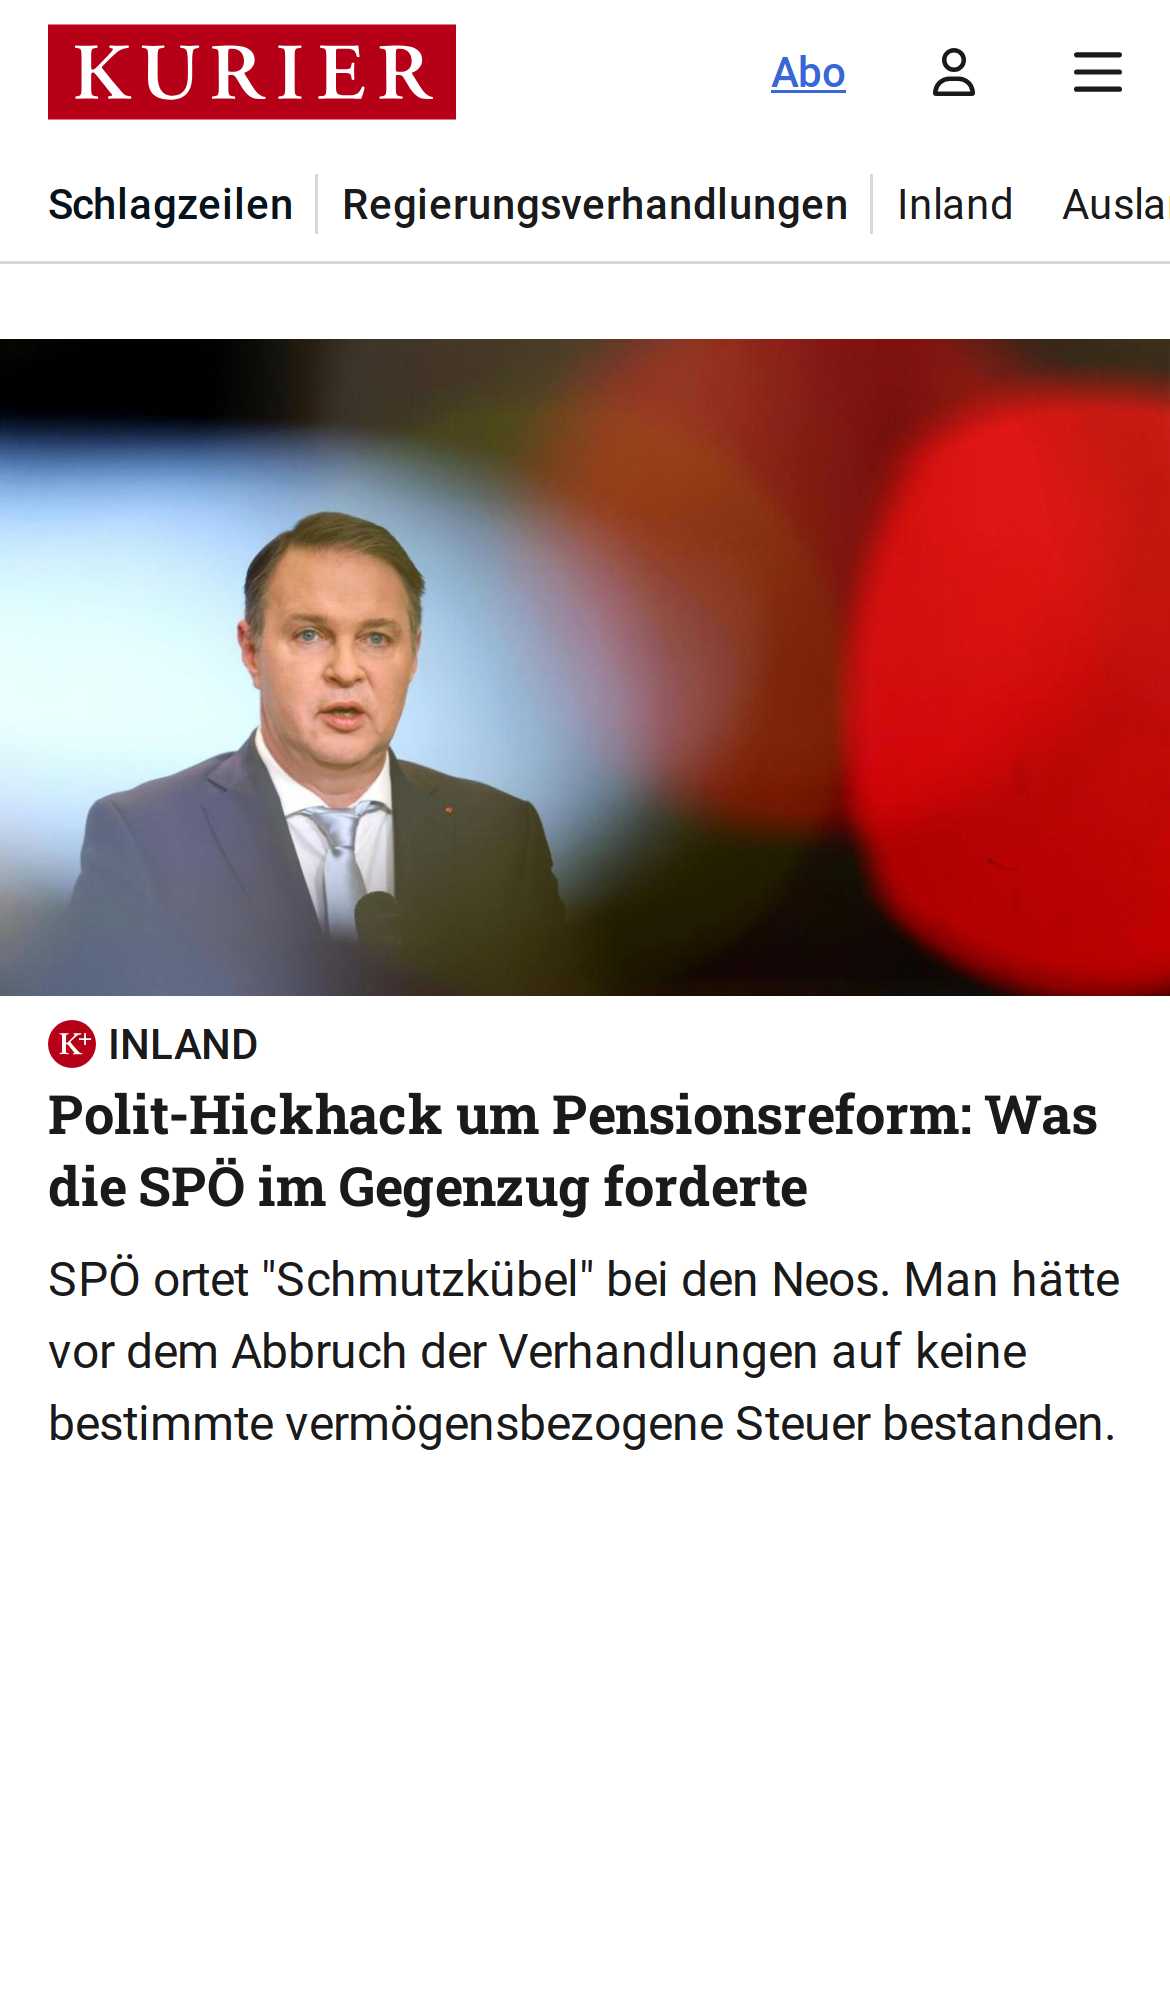 KURIER
Abo
Schlagzeilen
Regierungsverhandlungen
Inland
K+ INLAND
Polit-Hickhack um Pensionsreform: Was
die SPÖ im Gegenzug forderte
SPÖ ortet "Schmutzkübel" bei den Neos. Man hätte
vor dem Abbruch der Verhandlungen auf keine
bestimmte vermögensbezogene Steuer bestanden.